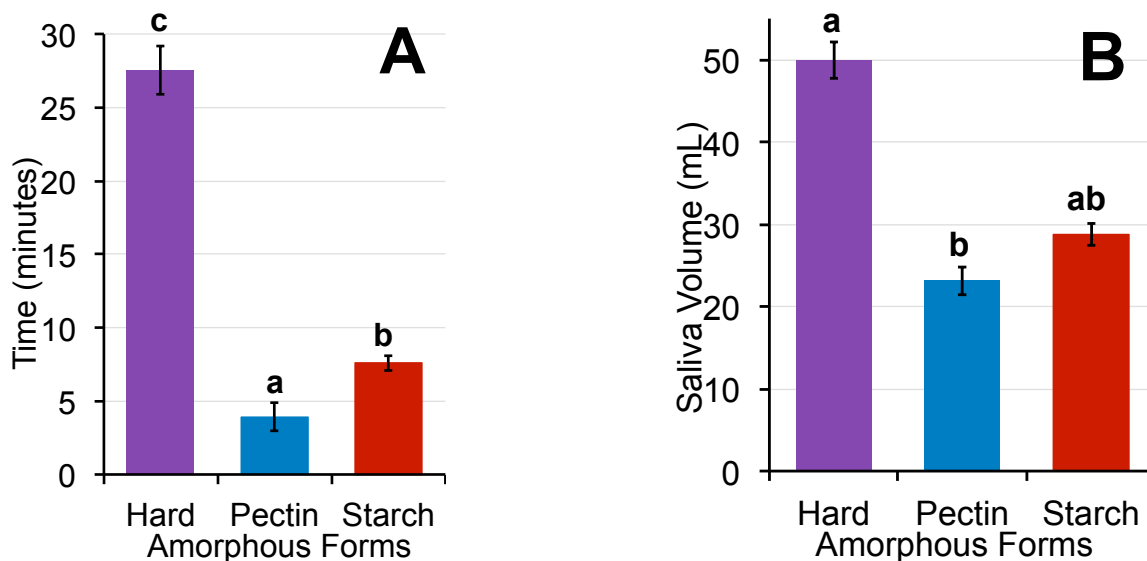 A
Time (minutes)
30
25
20
15
10
5
0
c
a
b
Hard Pectin Starch
Amorphous Forms
B
Saliva Volume (mL)
50
40
30
20
10
0
a
b
ab
Hard Pectin Starch
Amorphous Forms